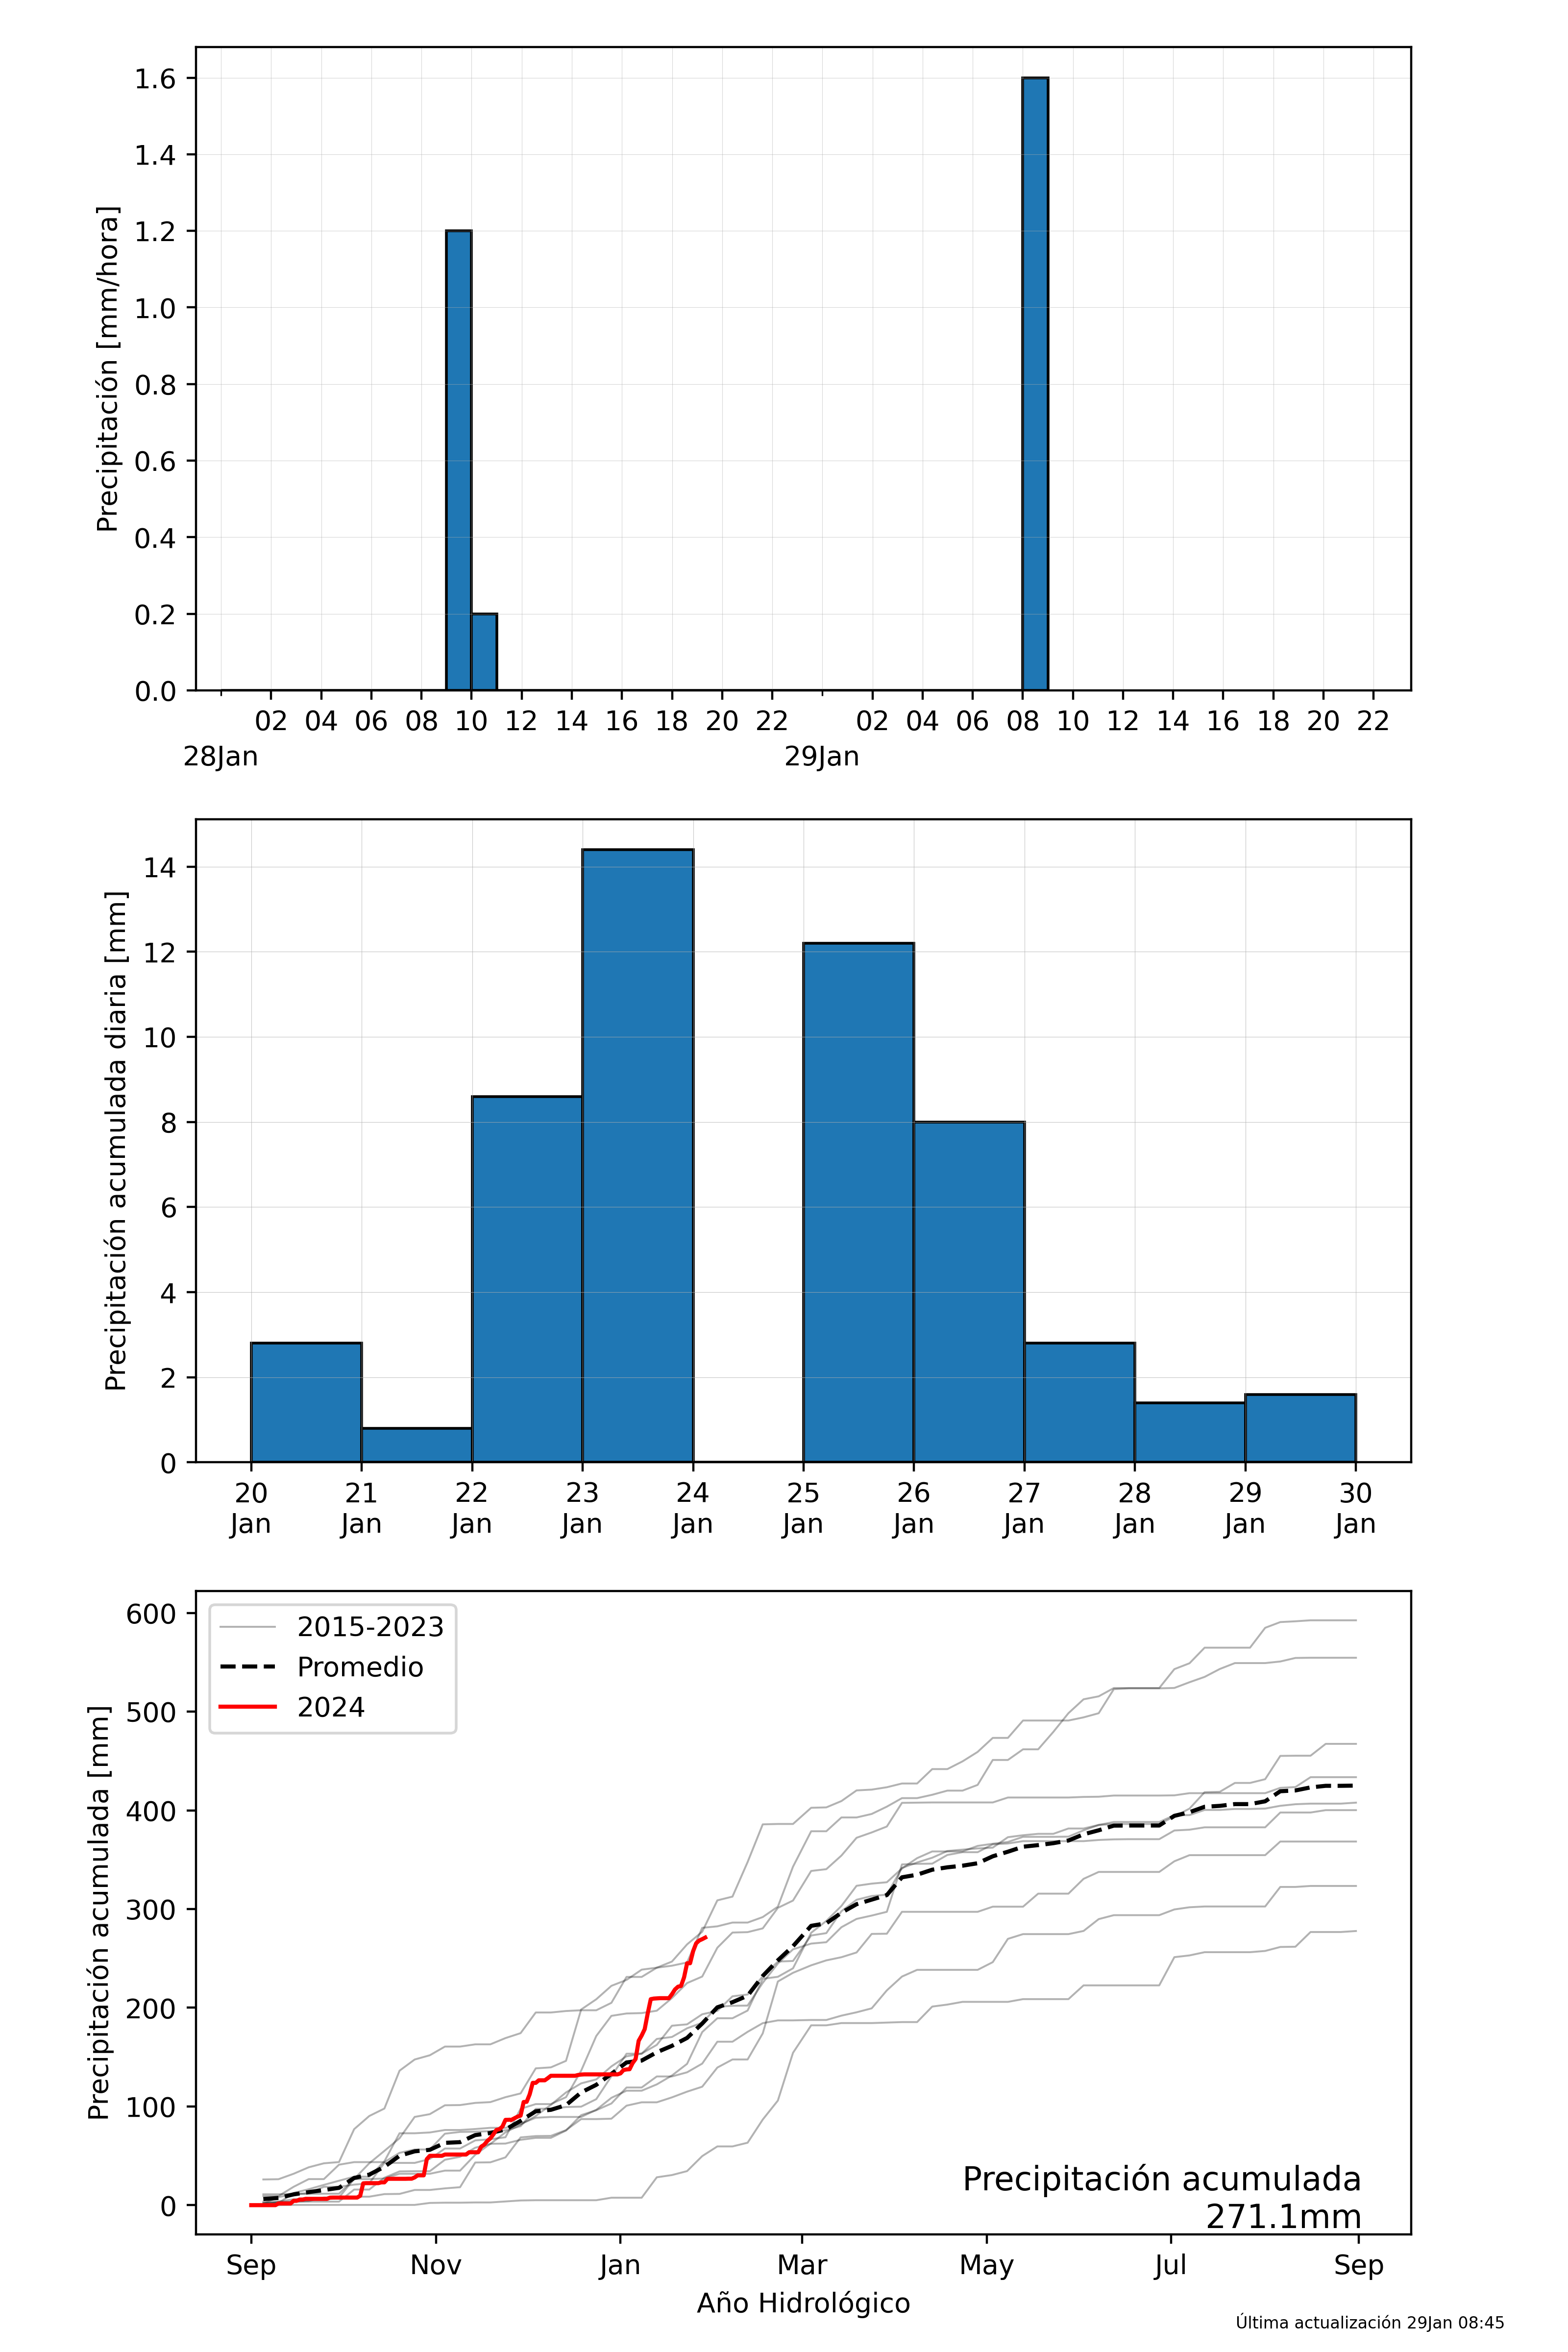 1.6
1.4
1.2
1.0
0.8
0.6
0.4
0.2
0.0
Precipitación [mm/hora]
02 04 06 08 10 12 14 16 18 20 22 02 04 06 08 10 12 14 16 18 20 22
28Jan 29Jan
14
12
10
8
6
4
2
0
Precipitación acumulada diaria [mm]
20 21 22 23 24 25 26 27 28 29 30
Jan Jan Jan Jan Jan Jan Jan Jan Jan Jan Jan
600
500
400
300
200
100
0
Precipitación acumulada [mm]
2015-2023
Promedio
2024
Precipitación acumulada
271.1mm
Sep Nov Jan Mar May Jul Sep
Año Hidrológico
Última actualización 29Jan 08:45